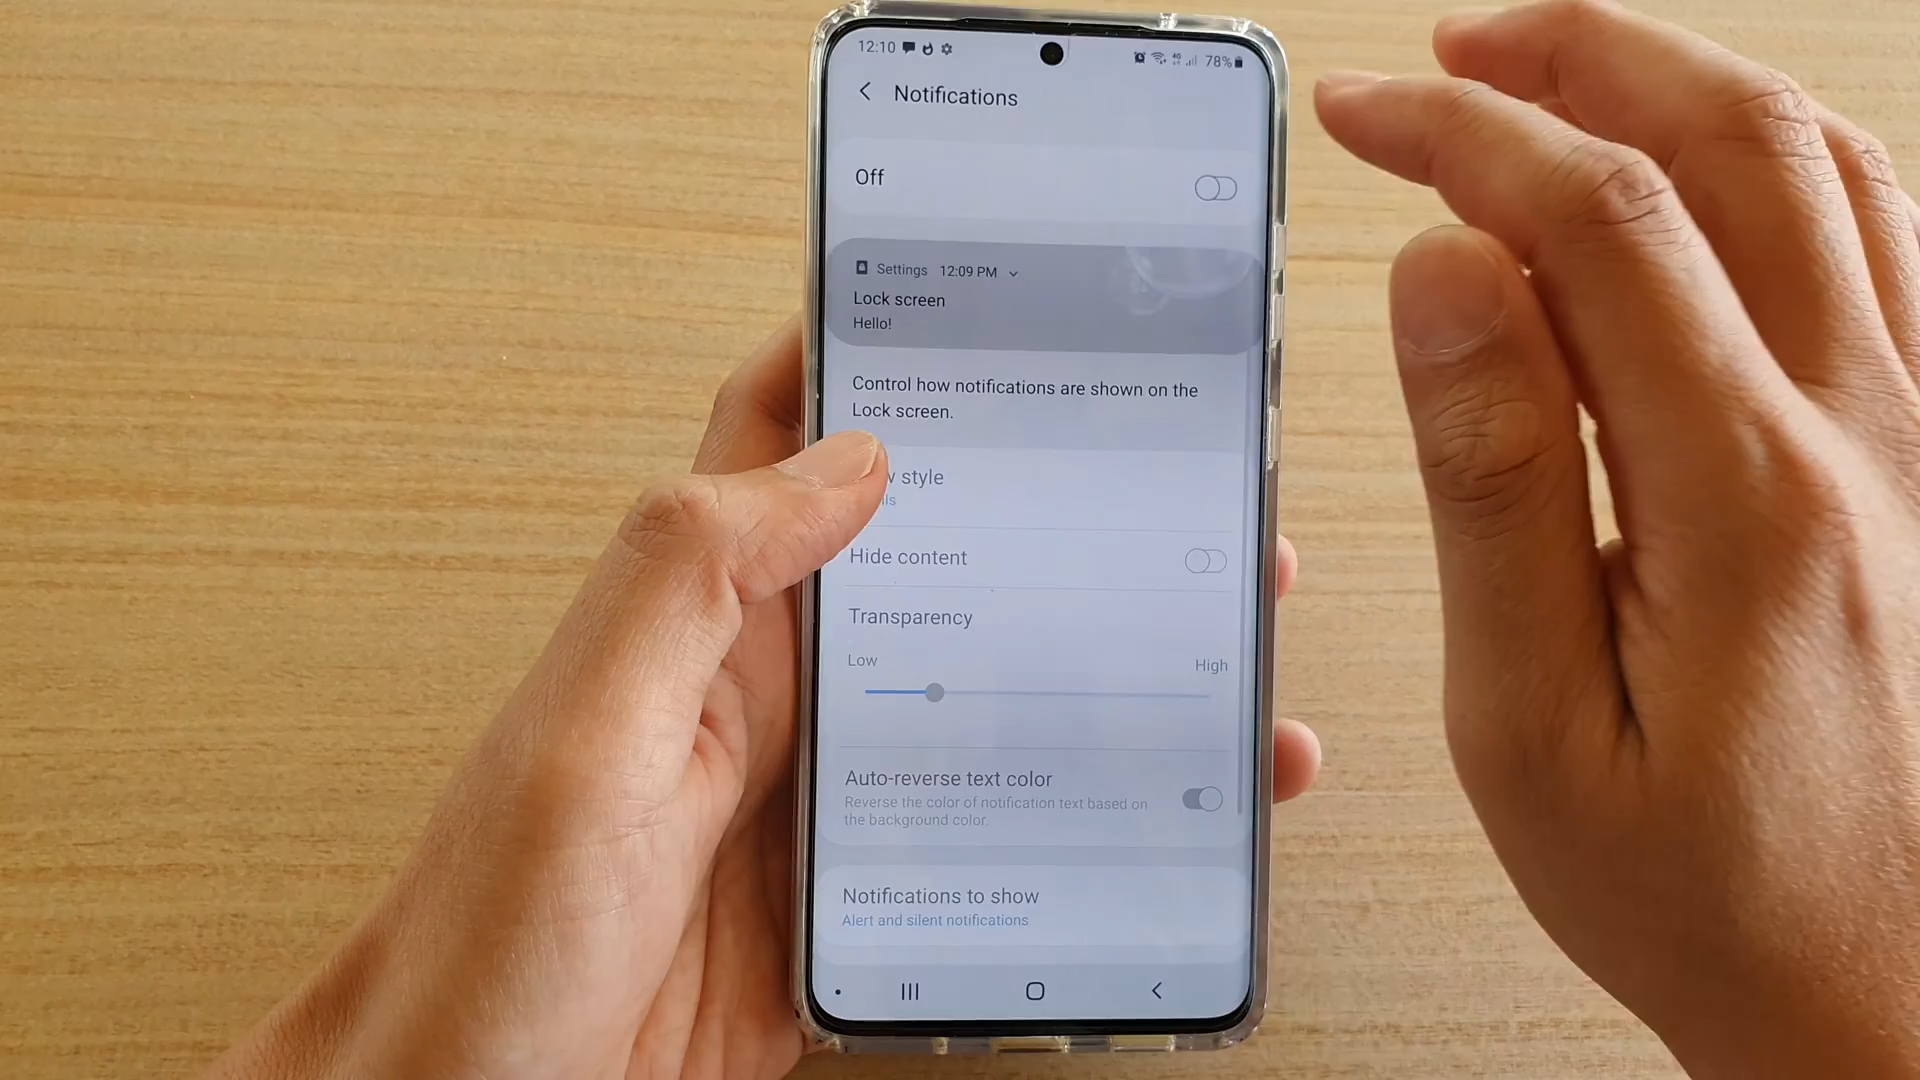 12:10 78%
Notifications
Off
Settings 12:09 PM
Lock screen
Hello!
Control how notifications are shown on the
Lock screen.
style
Hide content
Transparency
Low High
Auto-reverse text color
Reverse the color of notification text based on
the background color.
Notifications to show
Alert and silent notifications